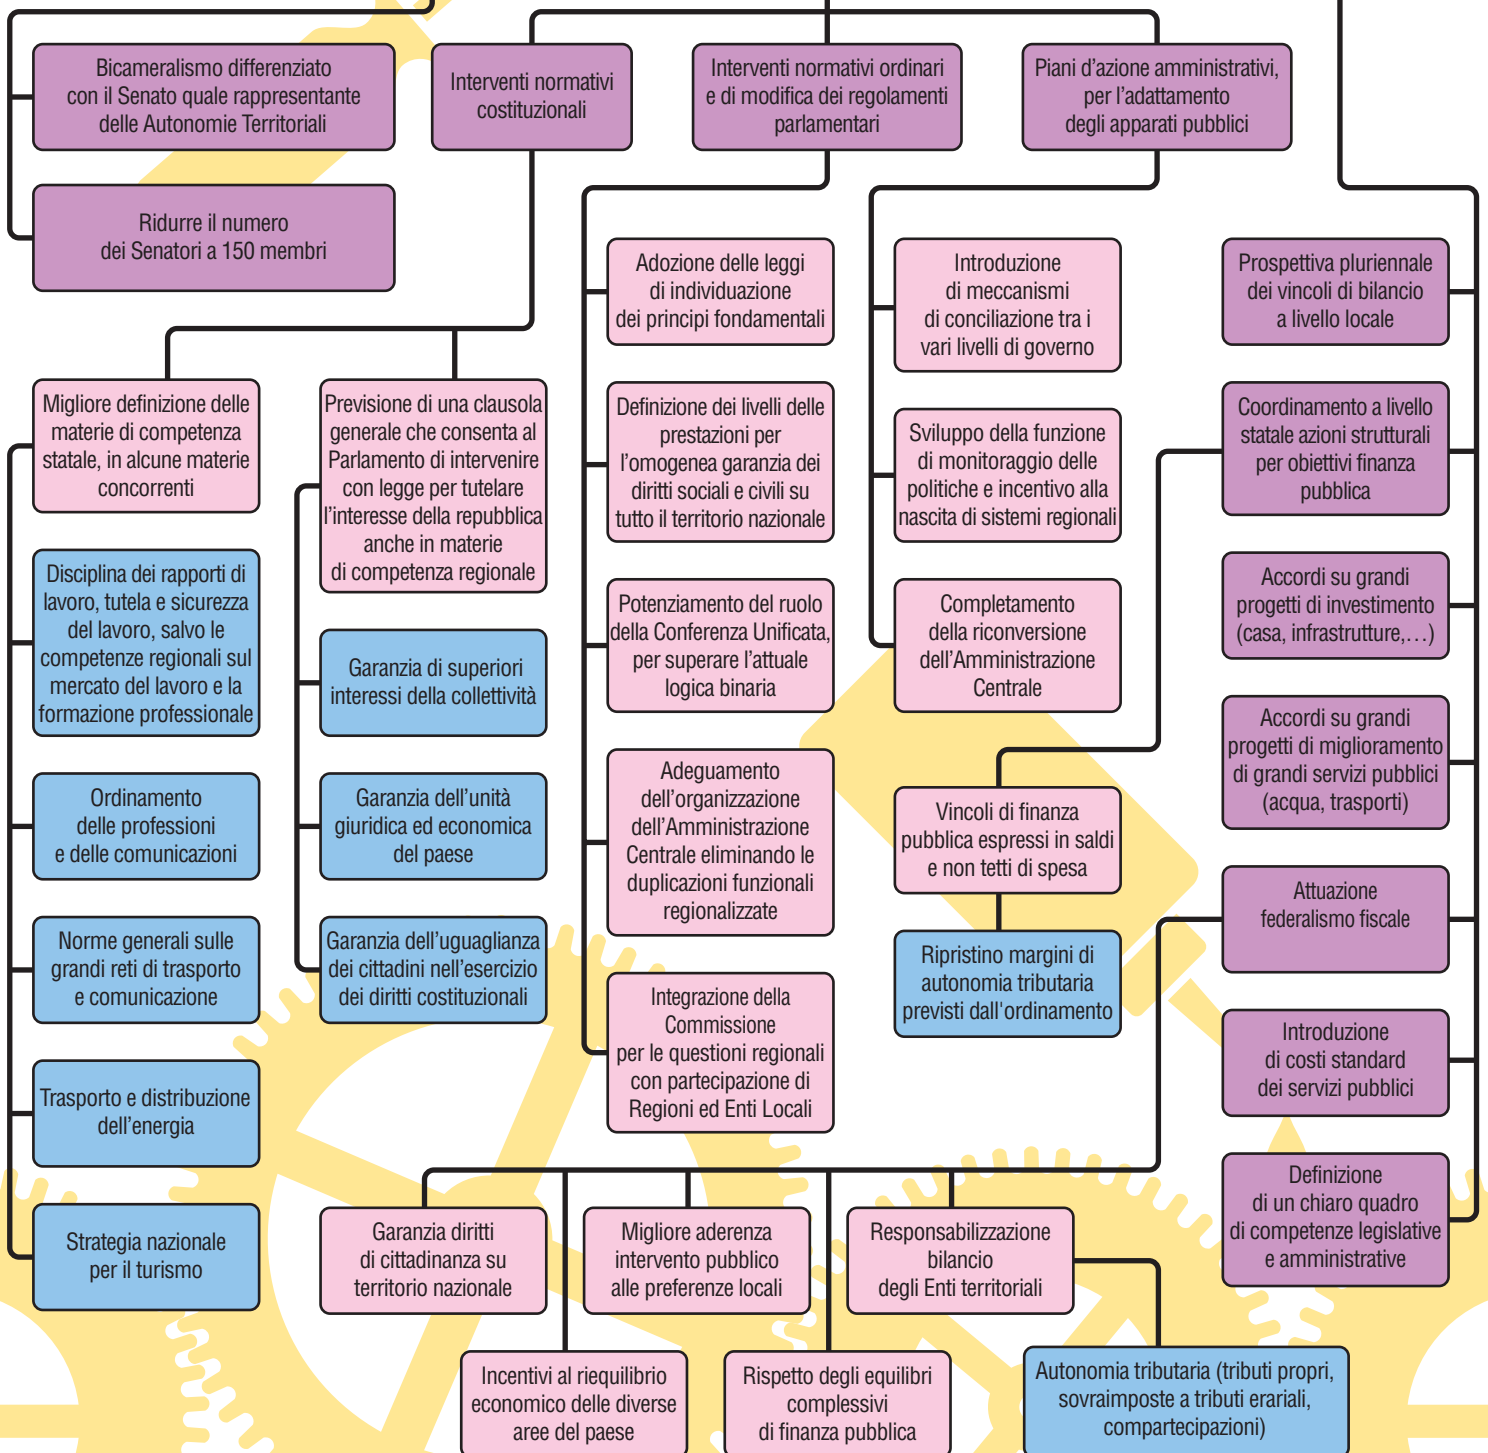 Bicameralismo differenziato
con il Senato quale rappresentante
delle Autonomie Territoriali
Interventi normativi
costituzionali
Interventi normativi ordinari
e di modifica dei regolamenti
parlamentari
Piani d'azione amministrativi,
per l'adattamento
degli apparati pubblici
Ridurre il numero
dei Senatori a 150 membri
Migliore definizione delle
materie di competenza
statale, in alcune materie
concorrenti
Disciplina dei rapporti di
lavoro, tutela e sicurezza
del lavoro, salvo le
competenze regionali sul
mercato del lavoro e la
formazione professionale
Ordinamento
delle professioni
e delle comunicazioni
Norme generali sulle
grandi reti di trasporto
e comunicazione
Trasporto e distribuzione
dell'energia
Strategia nazionale
per il turismo
Previsione di una clausola
generale che consenta al
Parlamento di intervenire
con legge per tutelare
l'interesse della repubblica
anche in materie
di competenza regionale
Garanzia di superiori
interessi della collettività
Garanzia dell'unità
giuridica ed economica
del paese
Garanzia dell'uguaglianza
dei cittadini nell'esercizio
dei diritti costituzionali
Adozione delle leggi
di individuazione
dei principi fondamentali
Definizione dei livelli delle
prestazioni per
l'omogenea garanzia dei
diritti sociali e civili su
tutto il territorio nazionale
Potenziamento del ruolo
della Conferenza Unificata,
per superare l'attuale
logica binaria
Adeguamento
dell'organizzazione
dell'Amministrazione
Centrale eliminando le
duplicazioni funzionali
regionalizzate
Integrazione della
Commissione
per le questioni regionali
con partecipazione di
Regioni ed Enti Locali
Introduzione
di meccanismi
di conciliazione tra i
vari livelli di governo
Sviluppo della funzione
di monitoraggio delle
politiche e incentivo alla
nascita di sistemi regionali
Completamento
della riconversione
dell'Amministrazione
Centrale
Vincoli di finanza
pubblica espressi in saldi
e non tetti di spesa
Ripristino margini di
autonomia tributaria
previsti dall'ordinamento
Prospettiva pluriennale
dei vincoli di bilancio
a livello locale
Coordinamento a livello
statale azioni strutturali
per obiettivi finanza
pubblica
Accordi su grandi
progetti di investimento
(casa, infrastrutture,…)
Accordi su grandi
progetti di miglioramento
di grandi servizi pubblici
(acqua, trasporti)
Attuazione
federalismo fiscale
Introduzione
di costi standard
dei servizi pubblici
Definizione
di un chiaro quadro
di competenze legislative
e amministrative
Garanzia diritti
di cittadinanza su
territorio nazionale
Migliore aderenza
intervento pubblico
alle preferenze locali
Responsabilizzazione
bilancio
degli Enti territoriali
Incentivi al riequilibrio
economico delle diverse
aree del paese
Rispetto degli equilibri
complessivi
di finanza pubblica
Autonomia tributaria (tributi propri,
sovraimposte a tributi erariali,
compartecipazioni)